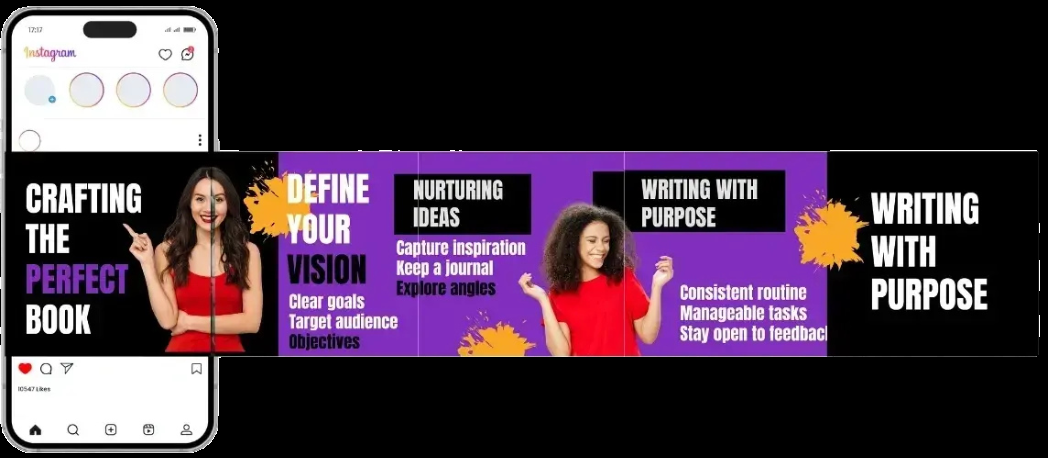 17:17
Instagram
CRAFTING
THE
PERFECT
BOOK
DEFINE
YOUR
VISION
Clear goals
Target audience
Objectives
NURTURING
IDEAS
Capture inspiration
Keep a journal
Explore angles
WRITING WITH
PURPOSE
Consistent routine
Manageable tasks
Stay open to feedback
WRITING
WITH
PURPOSE
10547 Likes